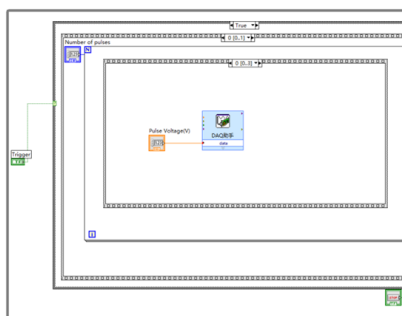 True
0 [0..1]
Number of pulses
N
0 [0..3]
Pulse Voltage(V)
DAQ助手
data
Trigger
i